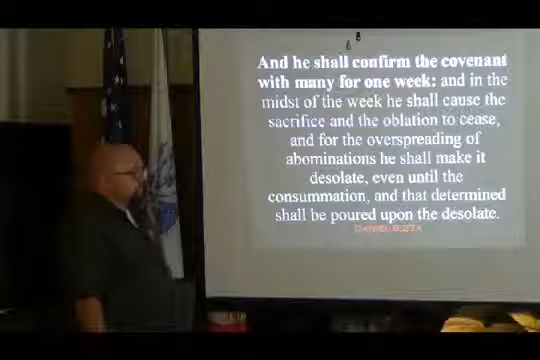 And he shall confirm the covenant
with many for one week: and in the
midst of the week he shall cause the
sacrifice and the oblation to cease,
and for the overspreading of
abominations he shall make it
desolate, even until the
consummation, and that determined
shall be poured upon the desolate.